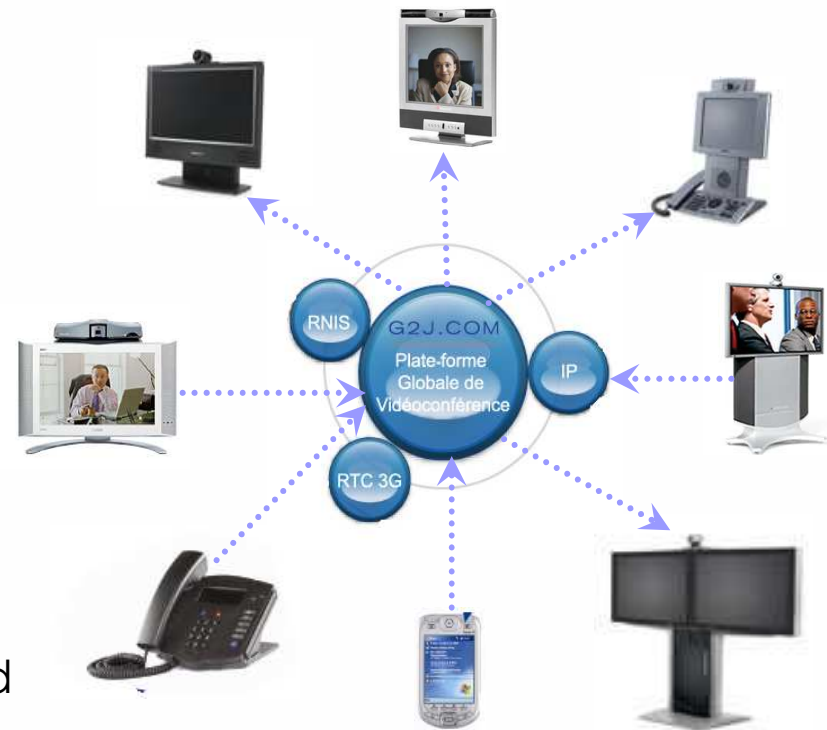 RNIS
G2J.COM
Plate-forme
Globale de
Vidéoconférence
IP
RTC 3G
d